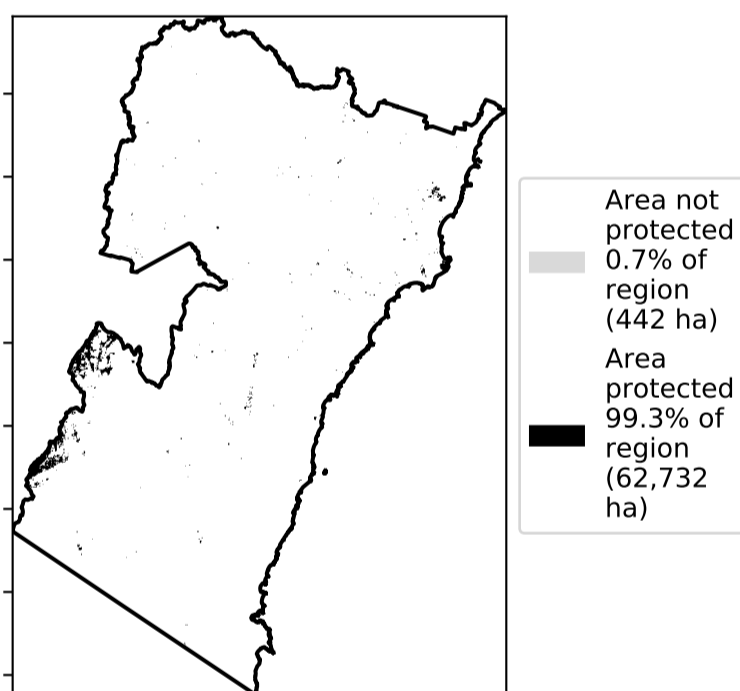 Area not
protected
0.7% of
region
(442 ha)
Area
protected
99.3% of
region
(62,732
ha)